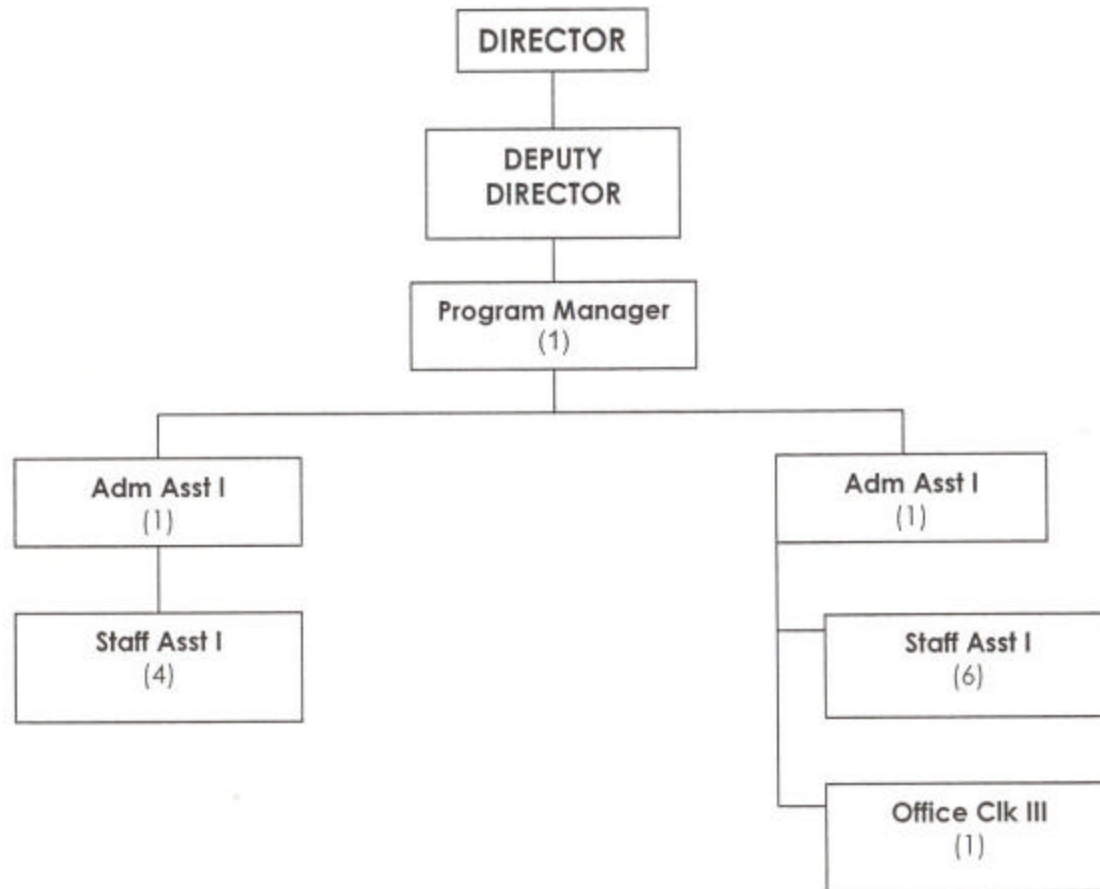 DIRECTOR
DEPUTY
DIRECTOR
Program Manager
(1)
Adm Asst I
(1)
Adm Asst I
(1)
Staff Asst I
(4)
Staff Asst I
(6)
Office Clk III
(1)